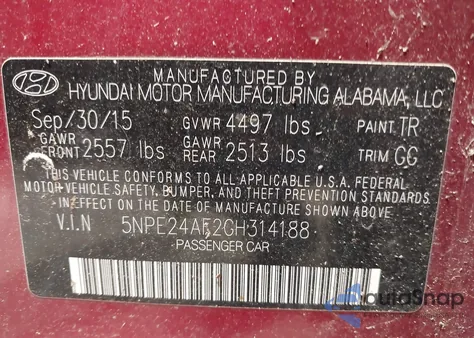 MANUFACTURED BY
HYUNDAI MOTOR MANUFACTURING ALABAMA, LLC
Sep/30/15 GVWR 4497 lbs PAINT TR
GAWR FRONT 2557 lbs GAWR REAR 2513 lbs TRIM GG
THIS VEHICLE CONFORMS TO ALL APPLICABLE U.S.A. FEDERAL
MOTOR VEHICLE SAFETY, BUMPER, AND THEFT PREVENTION
STANDARDS IN EFFECT ON THE DATE OF MANUFACTURE SHOWN ABOVE.
V.I.N 5NPE24AF2GH314188
PASSENGER CAR
autoSnap